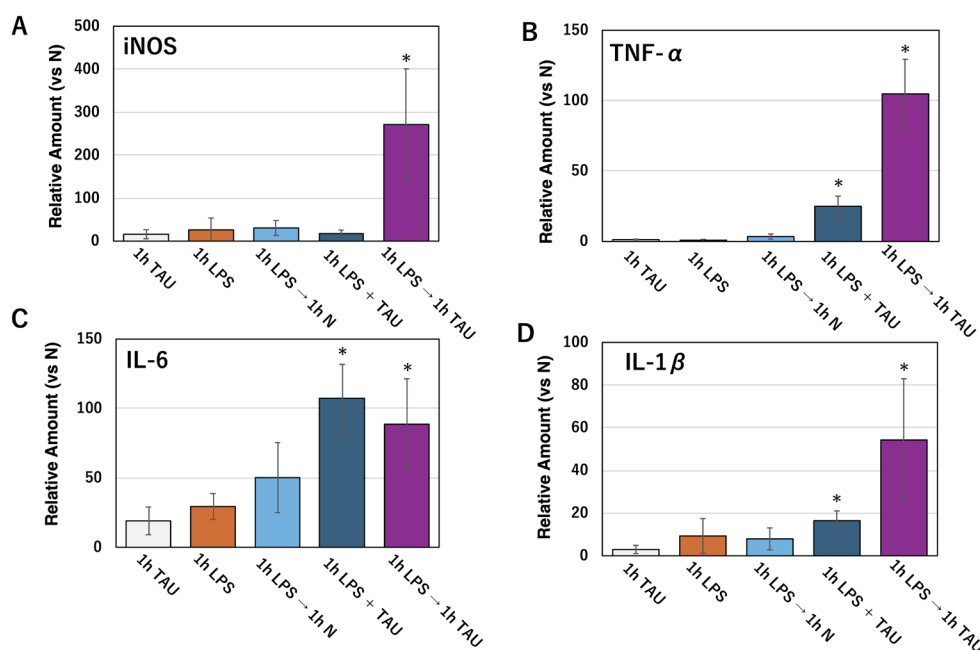 A
iNOS
Relative Amount (vs N)
500
400
300
200
100
0
*
1h TAU
1h LPS
1h LPS → 1h N
1h LPS + TAU
1h LPS → 1h TAU
B
TNF-α
Relative Amount (vs N)
150
100
50
0
*
*
1h TAU
1h LPS
1h LPS → 1h N
1h LPS + TAU
1h LPS → 1h TAU
C
IL-6
Relative Amount (vs N)
150
100
50
0
*
*
1h TAU
1h LPS
1h LPS → 1h N
1h LPS + TAU
1h LPS → 1h TAU
D
IL-1β
Relative Amount (vs N)
100
80
60
40
20
0
*
*
1h TAU
1h LPS
1h LPS → 1h N
1h LPS + TAU
1h LPS → 1h TAU